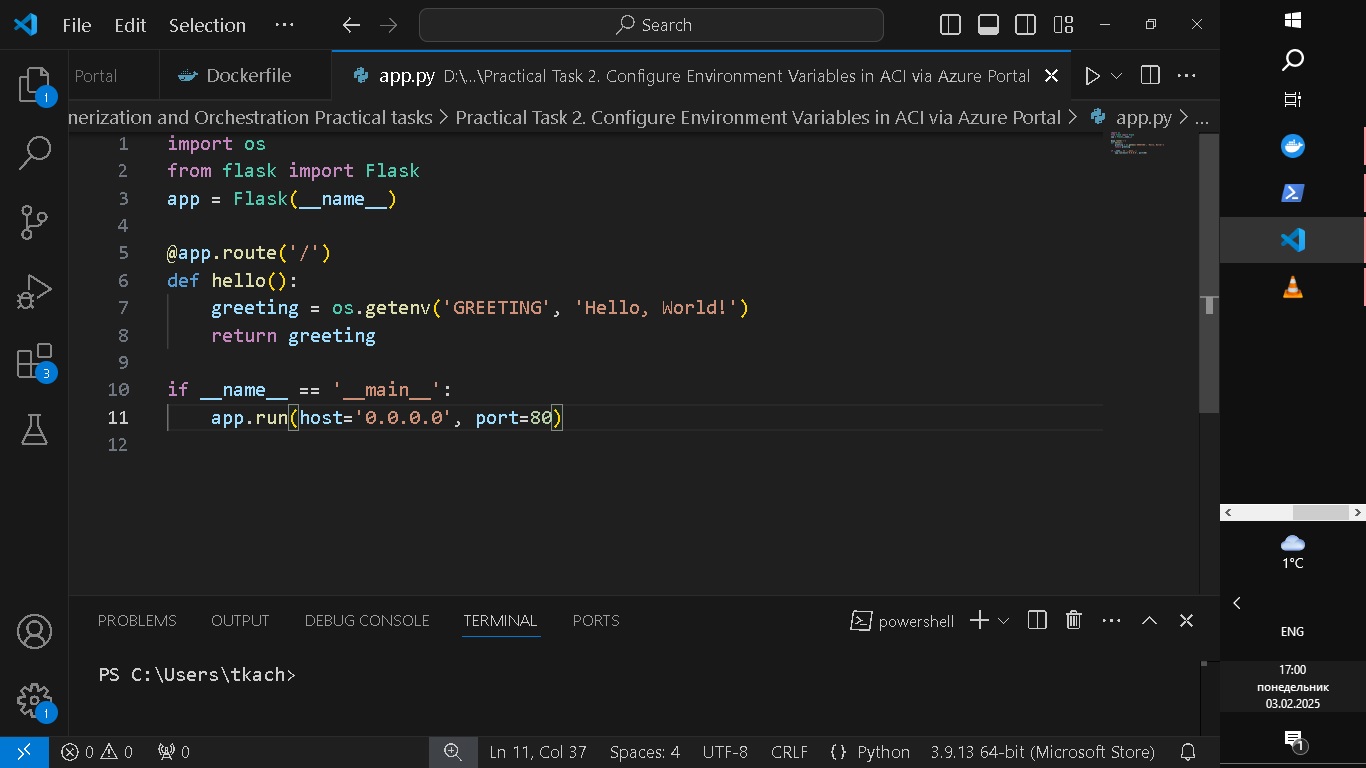 File Edit Selection ··· Search
Portal Dockerfile app.py D:\...\Practical Task 2. Configure Environment Variables in ACI via Azure Portal
nerization and Orchestration Practical tasks > Practical Task 2. Configure Environment Variables in ACI via Azure Portal > app.py > ...
1 import os
2 from flask import Flask
3 app = Flask(__name__)
4
5 @app.route('/')
6 def hello():
7     greeting = os.getenv('GREETING', 'Hello, World!')
8     return greeting
9
10 if __name__ == '__main__':
11     app.run(host='0.0.0.0', port=80)
12
1
3
1
PROBLEMS OUTPUT DEBUG CONSOLE TERMINAL PORTS powershell
PS C:\Users\tkach>
0 0 0 Ln 11, Col 37 Spaces: 4 UTF-8 CRLF {} Python 3.9.13 64-bit (Microsoft Store)
1°C
ENG
17:00
понедельник
03.02.2025
1